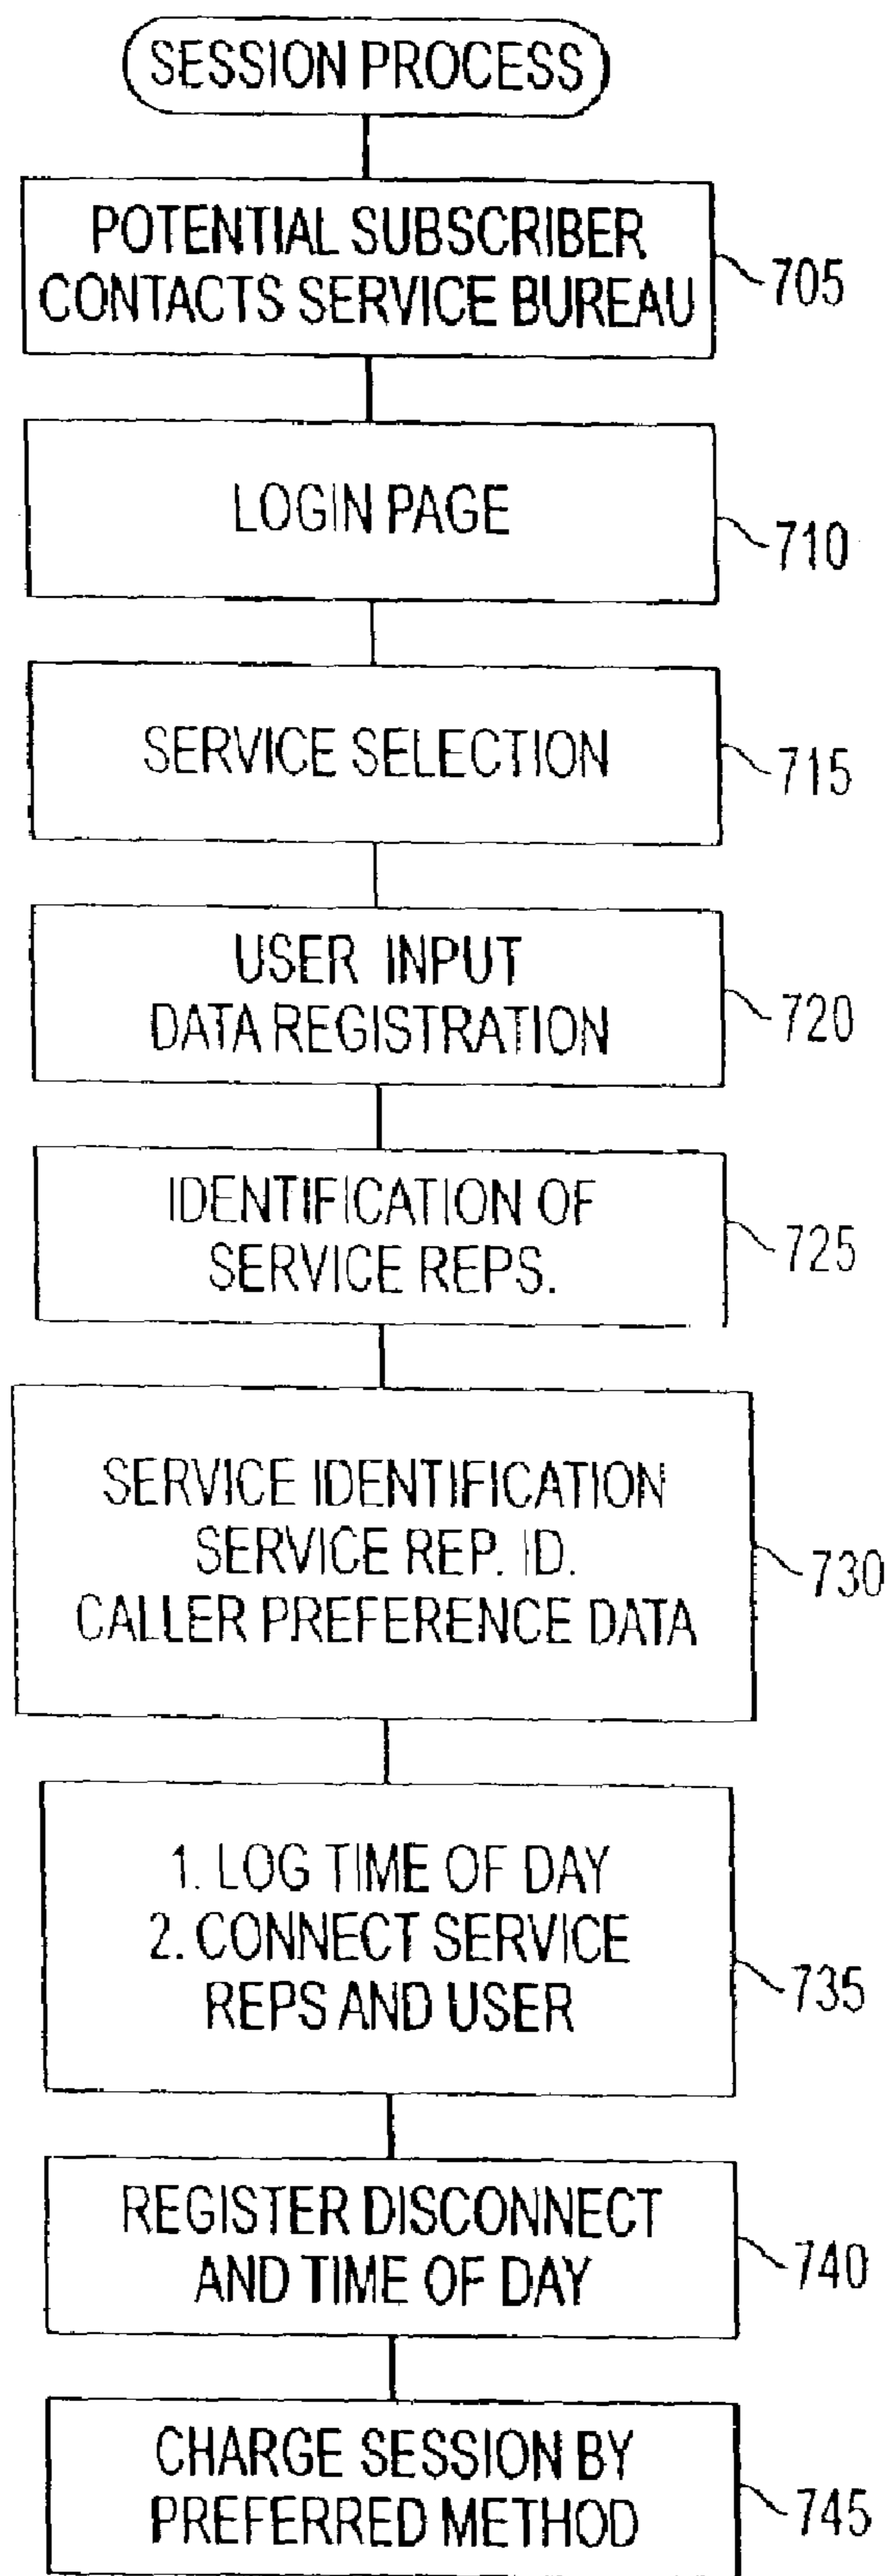 SESSION PROCESS
POTENTIAL SUBSCRIBER
CONTACTS SERVICE BUREAU
705
LOGIN PAGE
710
SERVICE SELECTION
715
USER INPUT
DATA REGISTRATION
720
IDENTIFICATION OF
SERVICE REPS.
725
SERVICE IDENTIFICATION
SERVICE REP. ID.
CALLER PREFERENCE DATA
730
1. LOG TIME OF DAY
2. CONNECT SERVICE
REPS AND USER
735
REGISTER DISCONNECT
AND TIME OF DAY
740
CHARGE SESSION BY
PREFERRED METHOD
745